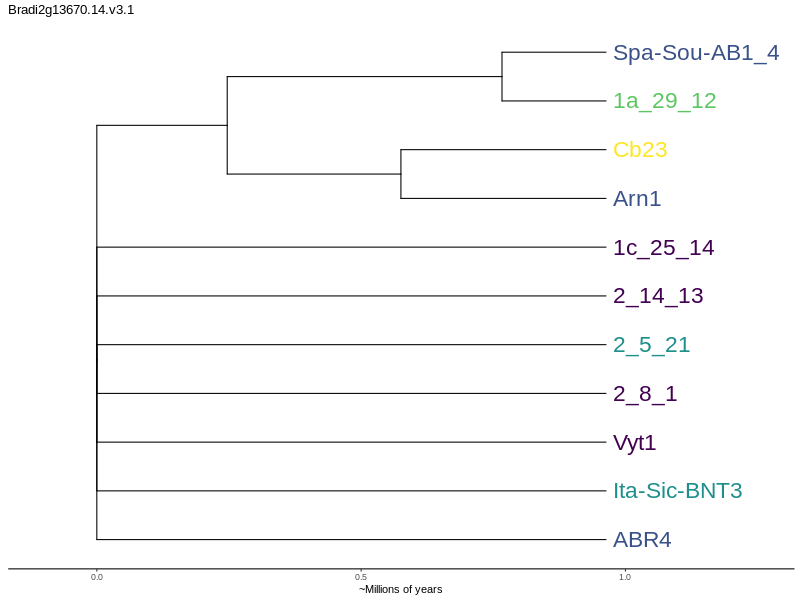 Bradi2g13670.14.v3.1
Spa-Sou-AB1_4
1a_29_12
Cb23
Arn1
1c_25_14
2_14_13
2_5_21
2_8_1
Vyt1
Ita-Sic-BNT3
ABR4
0.0 0.5 1.0
~Millions of years